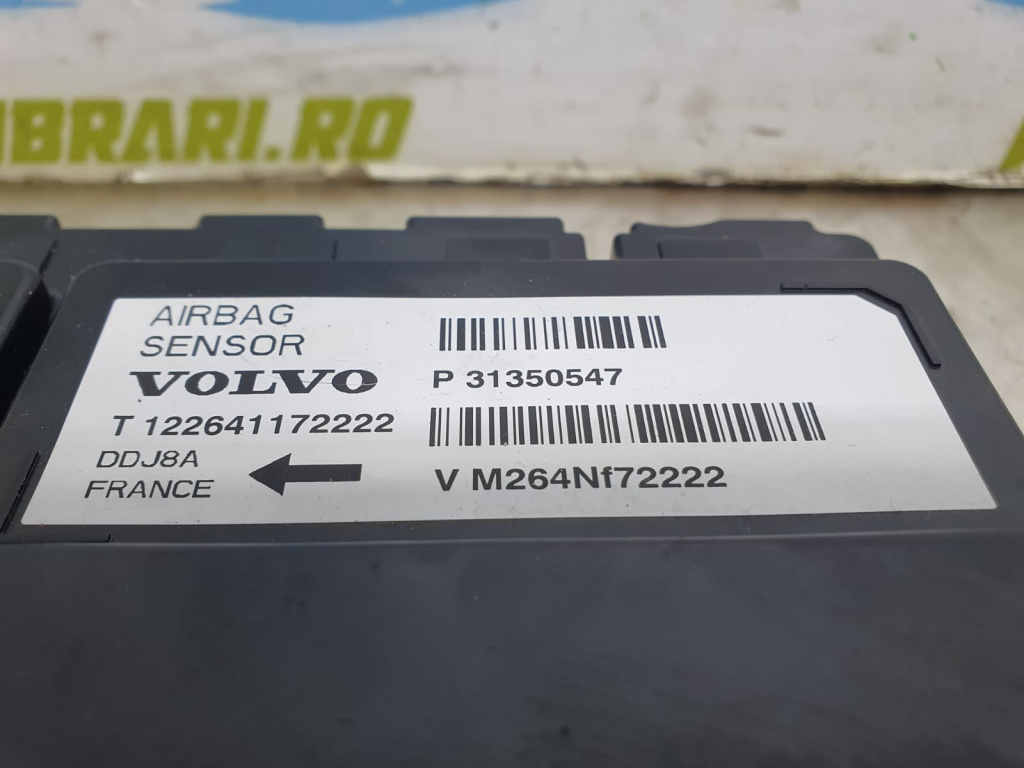 BRARI.RO
AIRBAG
SENSOR
VOLVO
P 31350547
T 122641172222
DDJ8A
FRANCE
V M264Nf72222